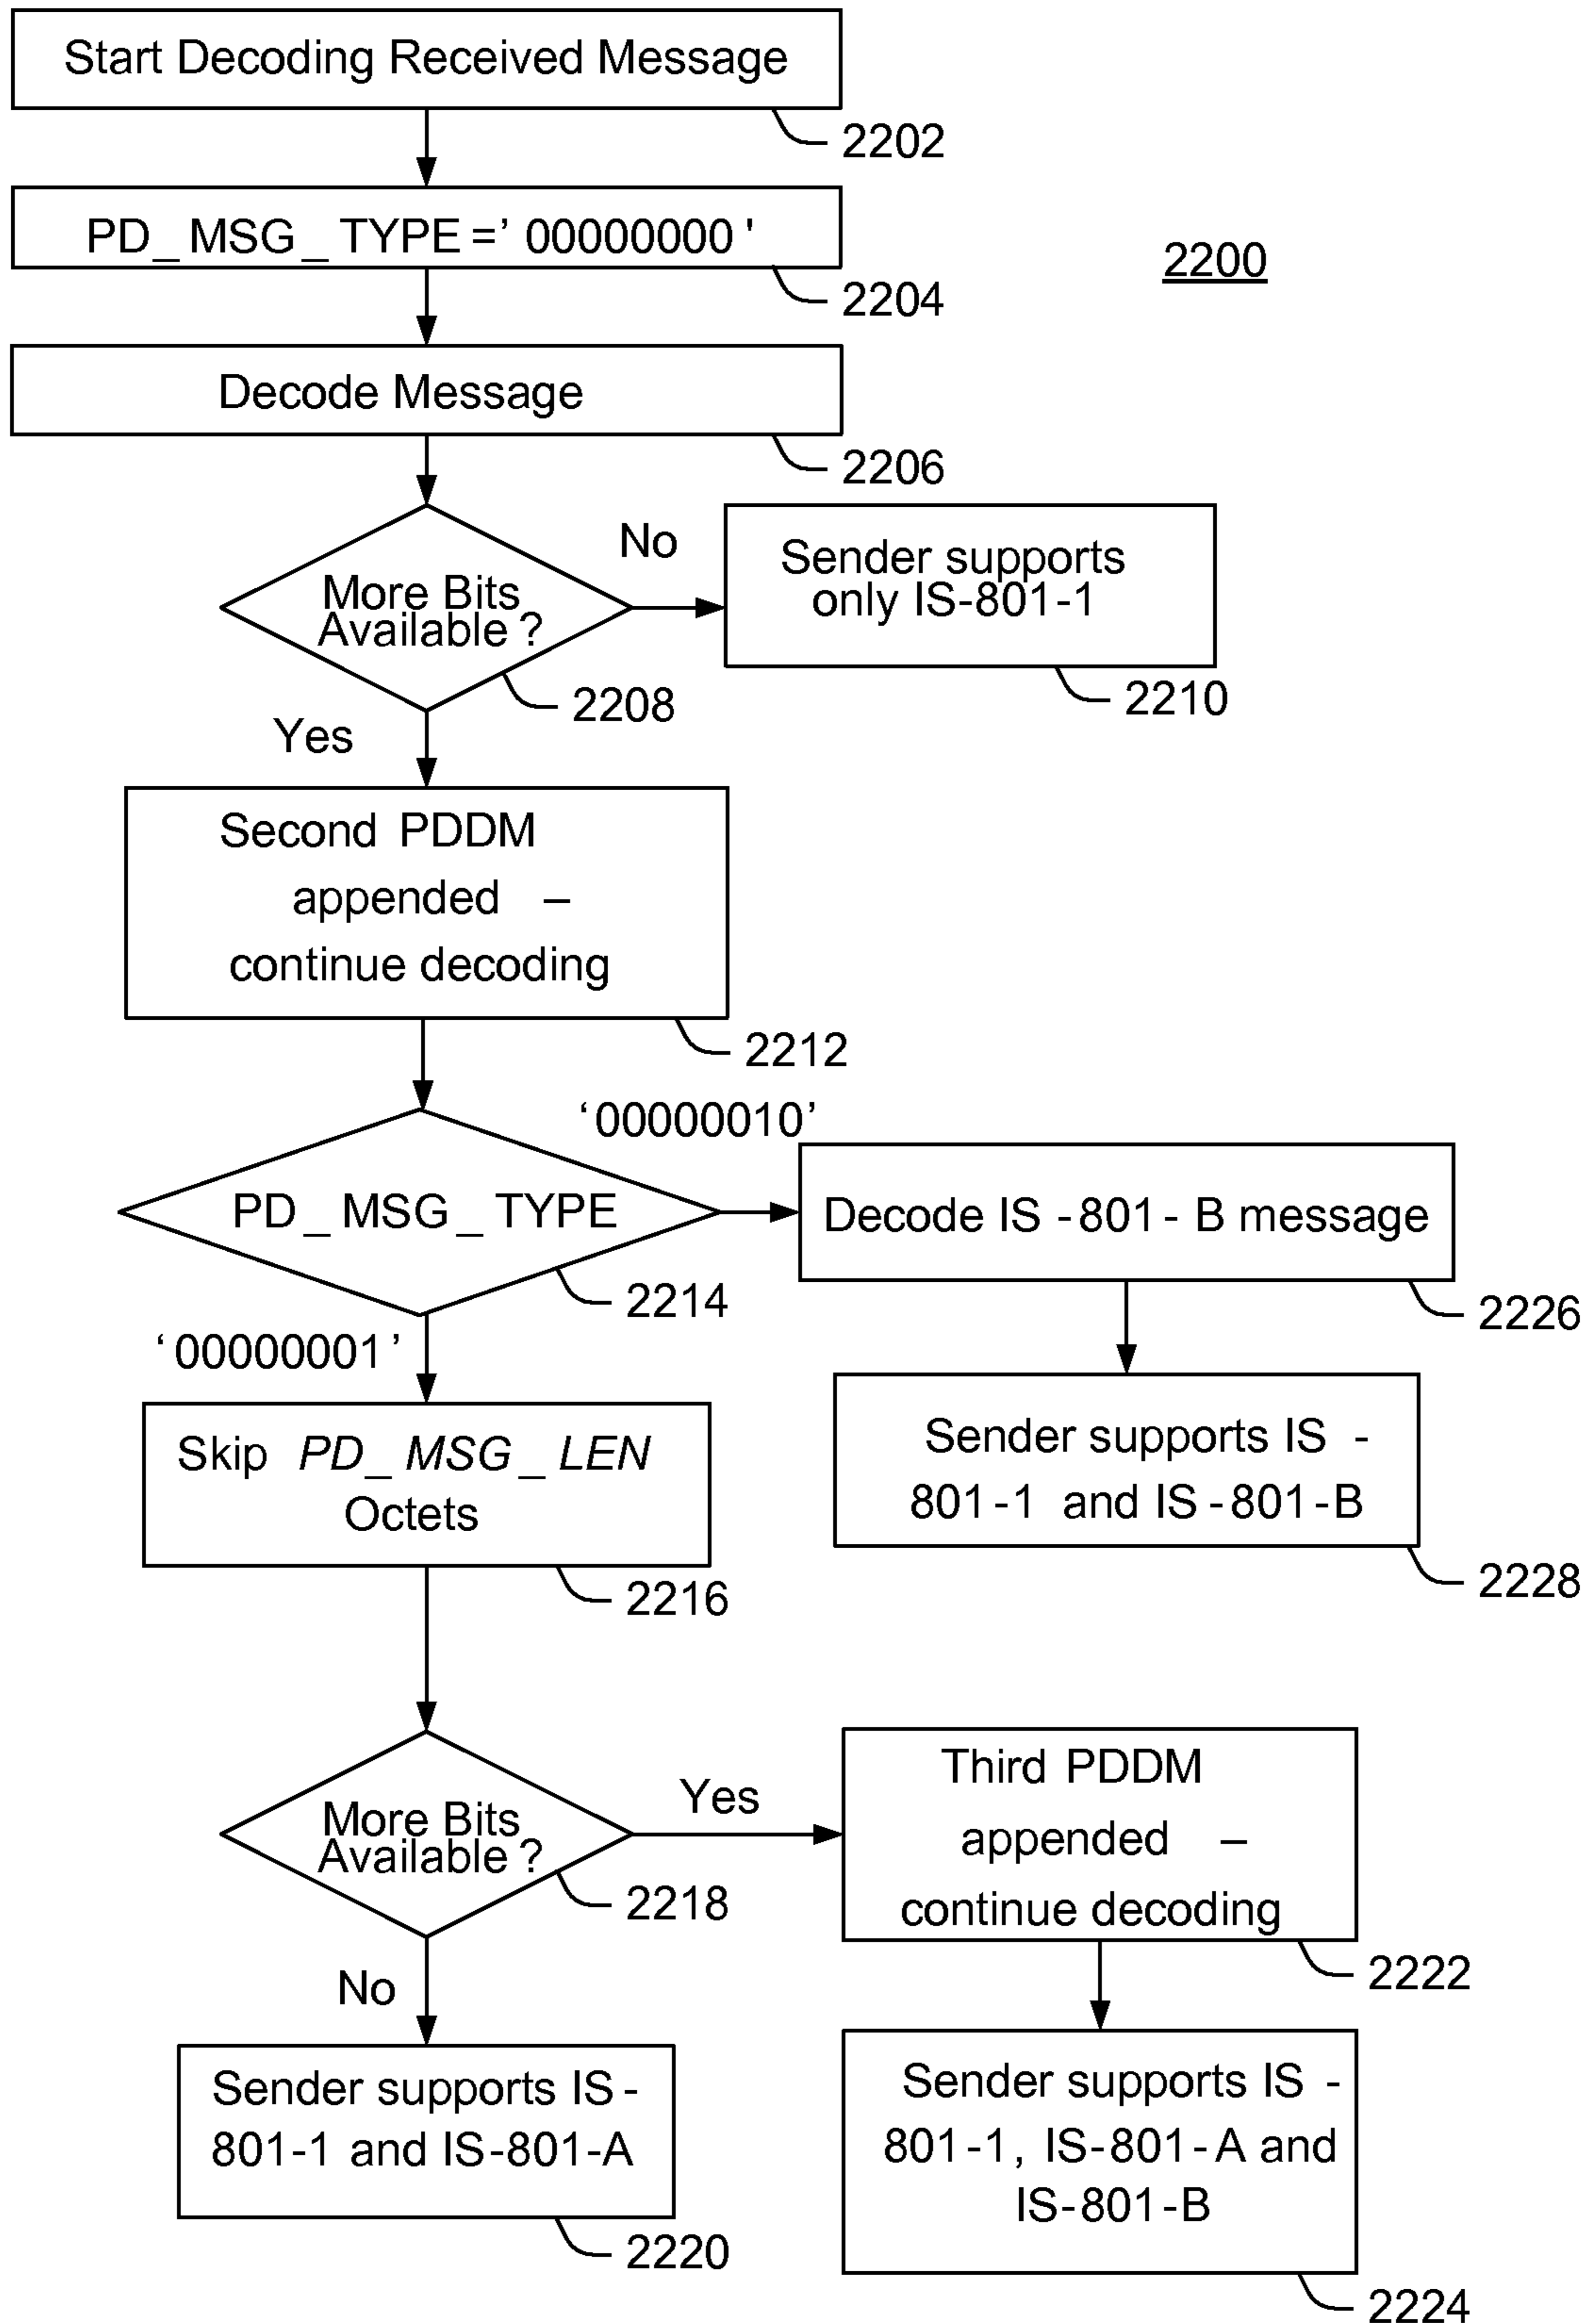 Start Decoding Received Message
2202
PD_MSG_TYPE=’00000000'
2204
2200
Decode Message
2206
More Bits
Available?
2208
No
Sender supports
only IS-801-1
2210
Yes
Second PDDM
appended –
continue decoding
2212
PD_MSG_TYPE
2214
‘00000010’
Decode IS-801-B message
2226
Sender supports IS-
801-1 and IS-801-B
2228
‘00000001’
Skip PD_MSG_LEN
Octets
2216
More Bits
Available?
2218
Yes
Third PDDM
appended –
continue decoding
2222
No
Sender supports IS-
801-1 and IS-801-A
2220
Sender supports IS-
801-1, IS-801-A and
IS-801-B
2224